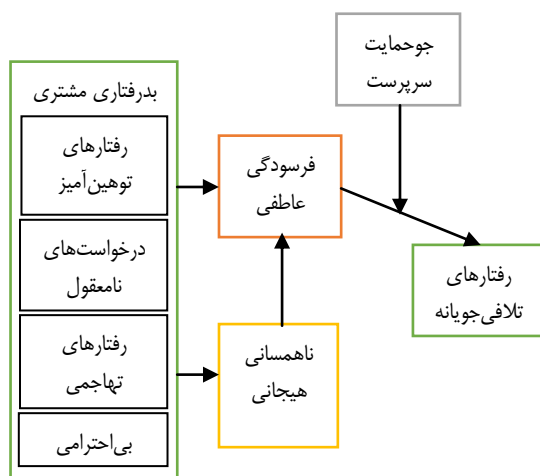 بدرفتاری مشتری
رفتارهای
توهین‌آمیز
درخواست‌های
نامعقول
رفتارهای
تهاجمی
بی‌احترامی
فرسودگی
عاطفی
ناهمسانی
هیجانی
جوحمایت
سرپرست
رفتارهای
تلافی‌جویانه